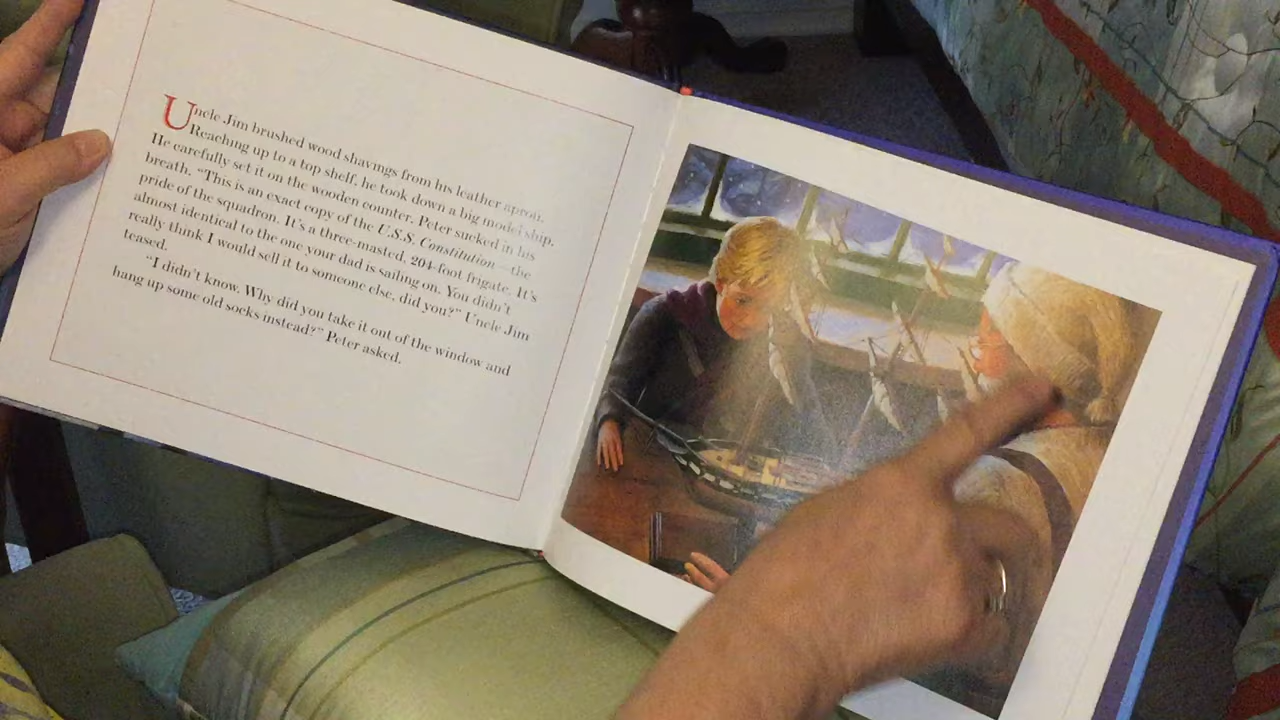 Uncle Jim brushed wood shavings from his leather apron.
Reaching up to a top shelf, he took down a big model ship.
He carefully set it on the wooden counter. Peter sucked in his
breath. “This is an exact copy of the U.S.S. Constitution—the
pride of the squadron. It’s a three-masted, 204-foot frigate. It’s
almost identical to the one your dad is sailing on. You didn’t
really think I would sell it to someone else, did you?” Uncle Jim
teased.
“I didn’t know. Why did you take it out of the window and
hang up some old socks instead?” Peter asked.